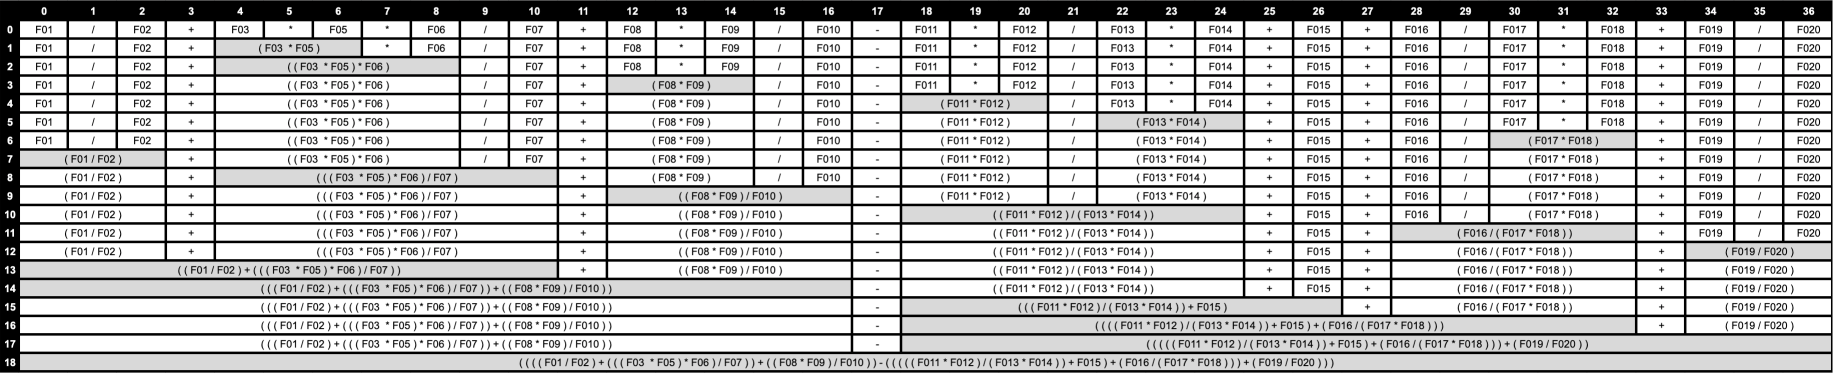 0 1 2 3 4 5 6 7 8 9 10 11 12 13 14 15 16 17 18 19 20 21 22 23 24 25 26 27 28 29 30 31 32 33 34 35 36
0 F01 / F02 + F03 * F05 * F06 / F07 + F08 * F09 / F010 - F011 * F012 / F013 * F014 + F015 + F016 / F017 * F018 + F019 / F020
1 F01 / F02 + ( F03 * F05 ) * F06 / F07 + F08 * F09 / F010 - F011 * F012 / F013 * F014 + F015 + F016 / F017 * F018 + F019 / F020
2 F01 / F02 + ( ( F03 * F05 ) * F06 ) / F07 + F08 * F09 / F010 - F011 * F012 / F013 * F014 + F015 + F016 / F017 * F018 + F019 / F020
3 F01 / F02 + ( ( F03 * F05 ) * F06 ) / F07 + ( F08 * F09 ) / F010 - F011 * F012 / F013 * F014 + F015 + F016 / F017 * F018 + F019 / F020
4 F01 / F02 + ( ( F03 * F05 ) * F06 ) / F07 + ( F08 * F09 ) / F010 - ( F011 * F012 ) / F013 * F014 + F015 + F016 / F017 * F018 + F019 / F020
5 F01 / F02 + ( ( F03 * F05 ) * F06 ) / F07 + ( F08 * F09 ) / F010 - ( F011 * F012 ) / ( F013 * F014 ) + F015 + F016 / F017 * F018 + F019 / F020
6 F01 / F02 + ( ( F03 * F05 ) * F06 ) / F07 + ( F08 * F09 ) / F010 - ( F011 * F012 ) / ( F013 * F014 ) + F015 + F016 / ( F017 * F018 ) + F019 / F020
7 ( F01 / F02 ) + ( ( F03 * F05 ) * F06 ) / F07 + ( F08 * F09 ) / F010 - ( F011 * F012 ) / ( F013 * F014 ) + F015 + F016 / ( F017 * F018 ) + F019 / F020
8 ( F01 / F02 ) + ( ( ( F03 * F05 ) * F06 ) / F07 ) + ( F08 * F09 ) / F010 - ( F011 * F012 ) / ( F013 * F014 ) + F015 + F016 / ( F017 * F018 ) + F019 / F020
9 ( F01 / F02 ) + ( ( ( F03 * F05 ) * F06 ) / F07 ) + ( ( F08 * F09 ) / F010 ) - ( F011 * F012 ) / ( F013 * F014 ) + F015 + F016 / ( F017 * F018 ) + F019 / F020
10 ( F01 / F02 ) + ( ( ( F03 * F05 ) * F06 ) / F07 ) + ( ( F08 * F09 ) / F010 ) - ( ( F011 * F012 ) / ( F013 * F014 ) ) + F015 + F016 / ( F017 * F018 ) + F019 / F020
11 ( F01 / F02 ) + ( ( ( F03 * F05 ) * F06 ) / F07 ) + ( ( F08 * F09 ) / F010 ) - ( ( F011 * F012 ) / ( F013 * F014 ) ) + F015 + ( F016 / ( F017 * F018 ) ) + F019 / F020
12 ( F01 / F02 ) + ( ( ( F03 * F05 ) * F06 ) / F07 ) + ( ( F08 * F09 ) / F010 ) - ( ( F011 * F012 ) / ( F013 * F014 ) ) + F015 + ( F016 / ( F017 * F018 ) ) + ( F019 / F020 )
13 ( ( F01 / F02 ) + ( ( ( F03 * F05 ) * F06 ) / F07 ) ) + ( ( F08 * F09 ) / F010 ) - ( ( F011 * F012 ) / ( F013 * F014 ) ) + F015 + ( F016 / ( F017 * F018 ) ) + ( F019 / F020 )
14 ( ( ( F01 / F02 ) + ( ( ( F03 * F05 ) * F06 ) / F07 ) ) + ( ( F08 * F09 ) / F010 ) ) - ( ( F011 * F012 ) / ( F013 * F014 ) ) + F015 + ( F016 / ( F017 * F018 ) ) + ( F019 / F020 )
15 ( ( ( F01 / F02 ) + ( ( ( F03 * F05 ) * F06 ) / F07 ) ) + ( ( F08 * F09 ) / F010 ) ) - ( ( ( F011 * F012 ) / ( F013 * F014 ) ) + F015 ) + ( F016 / ( F017 * F018 ) ) + ( F019 / F020 )
16 ( ( ( F01 / F02 ) + ( ( ( F03 * F05 ) * F06 ) / F07 ) ) + ( ( F08 * F09 ) / F010 ) ) - ( ( ( ( F011 * F012 ) / ( F013 * F014 ) ) + F015 ) + ( F016 / ( F017 * F018 ) ) ) + ( F019 / F020 )
17 ( ( ( F01 / F02 ) + ( ( ( F03 * F05 ) * F06 ) / F07 ) ) + ( ( F08 * F09 ) / F010 ) ) - ( ( ( ( ( F011 * F012 ) / ( F013 * F014 ) ) + F015 ) + ( F016 / ( F017 * F018 ) ) ) + ( F019 / F020 ) )
18 ( ( ( ( F01 / F02 ) + ( ( ( F03 * F05 ) * F06 ) / F07 ) ) + ( ( F08 * F09 ) / F010 ) ) - ( ( ( ( ( F011 * F012 ) / ( F013 * F014 ) ) + F015 ) + ( F016 / ( F017 * F018 ) ) ) + ( F019 / F020 ) ) )